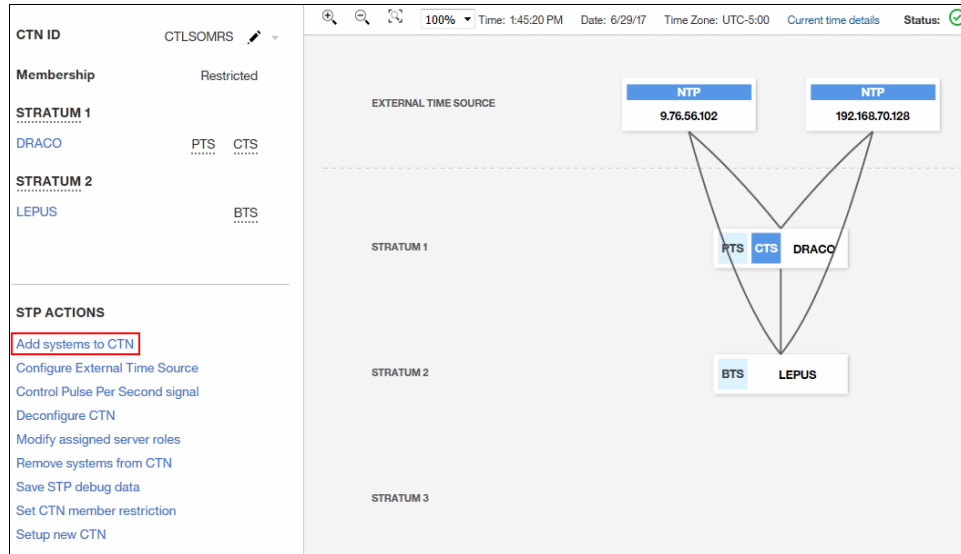 CTN ID CTLSOMRS
Membership Restricted
STRATUM 1
DRACO PTS CTS
STRATUM 2
LEPUS BTS
STP ACTIONS
Add systems to CTN
Configure External Time Source
Control Pulse Per Second signal
Deconfigure CTN
Modify assigned server roles
Remove systems from CTN
Save STP debug data
Set CTN member restriction
Setup new CTN
100% Time: 1:45:20 PM Date: 6/29/17 Time Zone: UTC-5:00 Current time details Status:
EXTERNAL TIME SOURCE
NTP
9.76.56.102
NTP
192.168.70.128
STRATUM 1
PTS CTS DRACO
STRATUM 2
BTS LEPUS
STRATUM 3